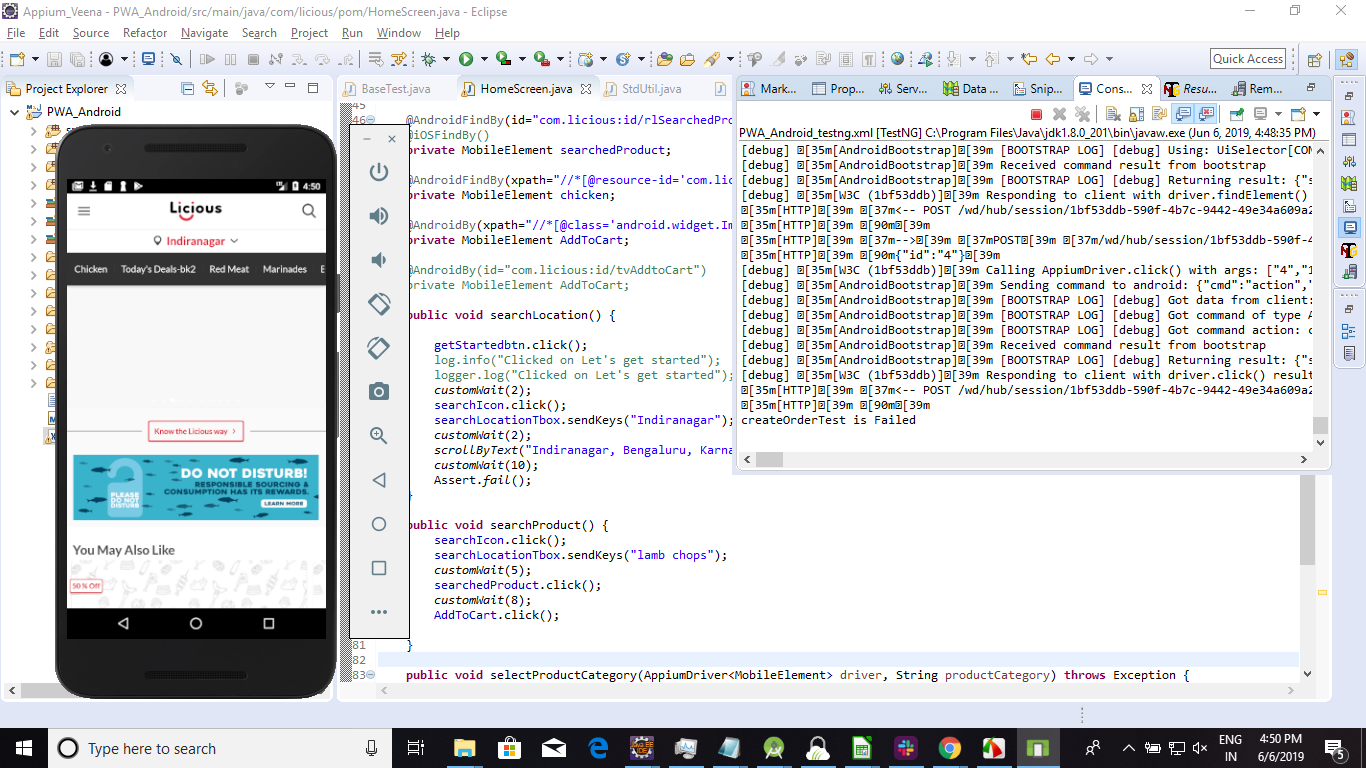 Appium_Veena - PWA_Android/src/main/java/com/licious/pom/HomeScreen.java - Eclipse
File Edit Source Refactor Navigate Search Project Run Window Help
Quick Access
Project Explorer
PWA_Android
4:50
Licious
Indiranagar
Chicken Today's Deals-bk2 Red Meat Marinades
Know the Licious way >
PLEASE DO NOT DISTURB
DO NOT DISTURB!
RESPONSIBLE SOURCING & CONSUMPTION HAS ITS REWARDS.
LEARN MORE
You May Also Like
50 % Off
BaseTest.java HomeScreen.java StdUtil.java
45
46 @AndroidFindBy(id="com.licious:id/rlSearchedPro
@iOSFindBy()
private MobileElement searchedProduct;
@AndroidFindBy(xpath="//*[@resource-id='com.lic
private MobileElement chicken;
@AndroidBy(xpath="//*[@class='android.widget.Im
private MobileElement AddToCart;
@AndroidBy(id="com.licious:id/tvAddtoCart")
private MobileElement AddToCart;
public void searchLocation() {
getStartedbtn.click();
log.info("Clicked on Let's get started");
logger.log("Clicked on Let's get started");
customWait(2);
searchIcon.click();
searchLocationTbox.sendKeys("Indiranagar");
customWait(2);
scrollByText("Indiranagar, Bengaluru, Karna
customWait(10);
Assert.fail();
}
public void searchProduct() {
searchIcon.click();
searchLocationTbox.sendKeys("lamb chops");
customWait(5);
searchedProduct.click();
customWait(8);
AddToCart.click();
81 }
82
83 public void selectProductCategory(AppiumDriver<MobileElement> driver, String productCategory) throws Exception {
Mark... Prop... Serv... Data ... Snip... Cons... Resu... Rem...
PWA_Android_testng.xml [TestNG] C:\Program Files\Java\jdk1.8.0_201\bin\javaw.exe (Jun 6, 2019, 4:48:35 PM)
[debug] [35m[AndroidBootstrap][39m [BOOTSTRAP LOG] [debug] Using: UiSelector[CON
[debug] [35m[AndroidBootstrap][39m Received command result from bootstrap
[debug] [35m[AndroidBootstrap][39m [BOOTSTRAP LOG] [debug] Returning result: {"s
[debug] [35m[W3C (1bf53ddb)][39m Responding to client with driver.findElement()
[35m[HTTP][39m [37m<-- POST /wd/hub/session/1bf53ddb-590f-4b7c-9442-49e34a609a2
[35m[HTTP][39m [90m[39m
[35m[HTTP][39m [37m-->[39m [37mPOST[39m [37m/wd/hub/session/1bf53ddb-590f-4
[35m[HTTP][39m [90m{"id":"4"}[39m
[debug] [35m[W3C (1bf53ddb)][39m Calling AppiumDriver.click() with args: ["4","1
[debug] [35m[AndroidBootstrap][39m Sending command to android: {"cmd":"action",
[debug] [35m[AndroidBootstrap][39m [BOOTSTRAP LOG] [debug] Got data from client:
[debug] [35m[AndroidBootstrap][39m [BOOTSTRAP LOG] [debug] Got command of type A
[debug] [35m[AndroidBootstrap][39m [BOOTSTRAP LOG] [debug] Got command action: c
[debug] [35m[AndroidBootstrap][39m Received command result from bootstrap
[debug] [35m[AndroidBootstrap][39m [BOOTSTRAP LOG] [debug] Returning result: {"s
[debug] [35m[W3C (1bf53ddb)][39m Responding to client with driver.click() result
[35m[HTTP][39m [37m<-- POST /wd/hub/session/1bf53ddb-590f-4b7c-9442-49e34a609a2
[35m[HTTP][39m [90m[39m
createOrderTest is Failed
Type here to search
ENG
IN
4:50 PM
6/6/2019
5